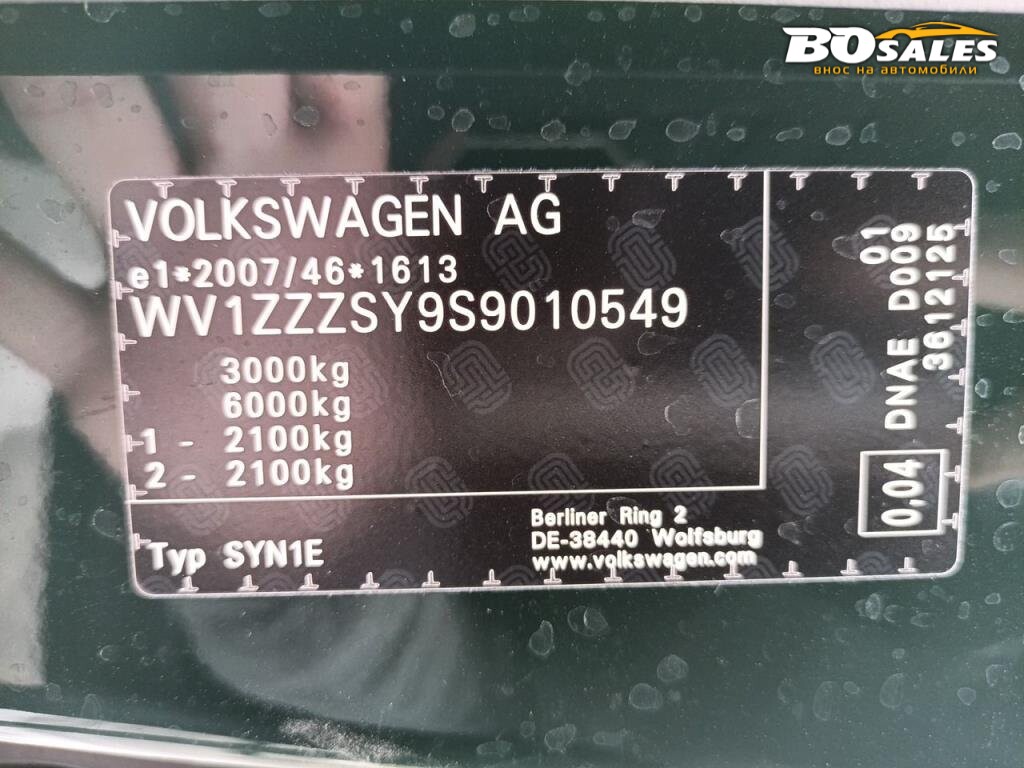 BOSALES
внос на автомобили
VOLKSWAGEN AG
e1*2007/46*1613
WV1ZZZSY9S9010549
3000kg
6000kg
1 - 2100kg
2 - 2100kg
Typ SYN1E
Berliner Ring 2
DE-38440 Wolfsburg
www.volkswagen.com
0,04 DNAE D009 01
3612125